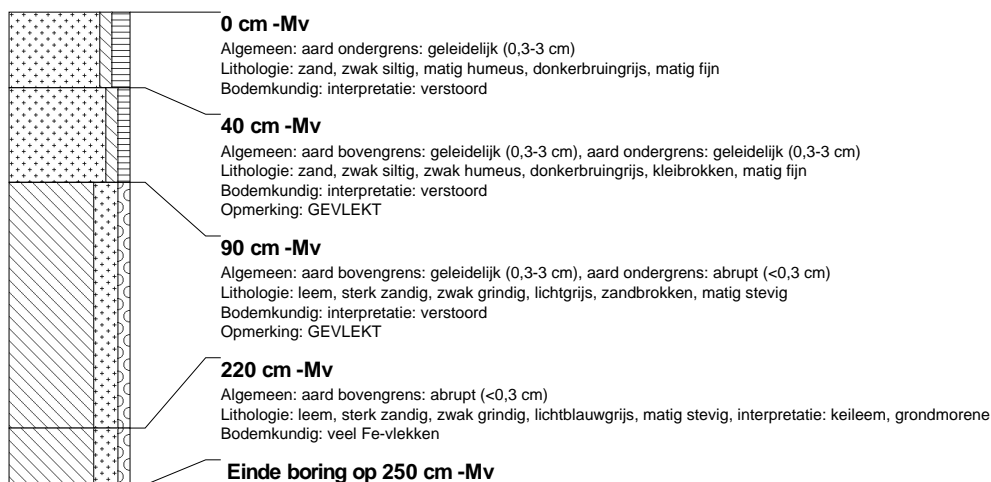 0 cm -Mv
Algemeen: aard ondergrens: geleidelijk (0,3-3 cm)
Lithologie: zand, zwak siltig, matig humeus, donkerbruingrijs, matig fijn
Bodemkundig: interpretatie: verstoord
40 cm -Mv
Algemeen: aard bovengrens: geleidelijk (0,3-3 cm), aard ondergrens: geleidelijk (0,3-3 cm)
Lithologie: zand, zwak siltig, zwak humeus, donkerbruingrijs, kleibrokken, matig fijn
Bodemkundig: interpretatie: verstoord
Opmerking: GEVLEKT
90 cm -Mv
Algemeen: aard bovengrens: geleidelijk (0,3-3 cm), aard ondergrens: abrupt (<0,3 cm)
Lithologie: leem, sterk zandig, zwak grindig, lichtgrijs, zandbrokken, matig stevig
Bodemkundig: interpretatie: verstoord
Opmerking: GEVLEKT
220 cm -Mv
Algemeen: aard bovengrens: abrupt (<0,3 cm)
Lithologie: leem, sterk zandig, zwak grindig, lichtblauwgrijs, matig stevig, interpretatie: keileem, grondmorene
Bodemkundig: veel Fe-vlekken
Einde boring op 250 cm -Mv